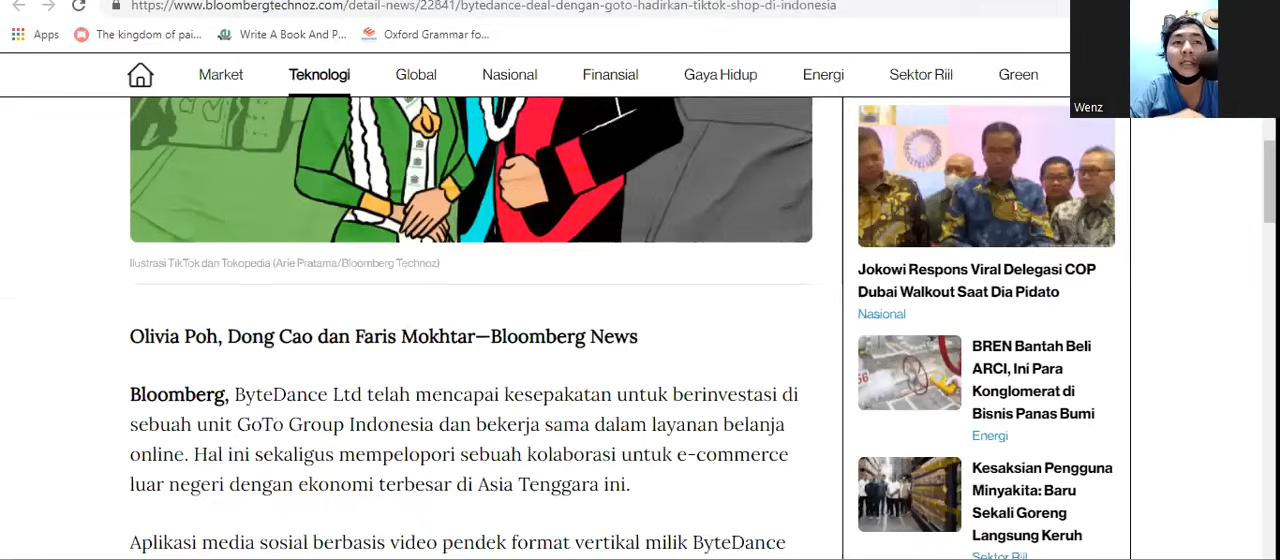 https://www.bloombergtechnoz.com/detail-news/22841/bytedance-deal-dengan-goto-hadirkan-tiktok-shop-di-indonesia
Apps
The kingdom of pai...
Write A Book And P...
Oxford Grammar fo...
Market
Teknologi
Global
Nasional
Finansial
Gaya Hidup
Energi
Sektor Riil
Green
Wenz
Ilustrasi TikTok dan Tokopedia (Arie Pratama/Bloomberg Technoz)
Olivia Poh, Dong Cao dan Faris Mokhtar—Bloomberg News
Bloomberg, ByteDance Ltd telah mencapai kesepakatan untuk berinvestasi di
sebuah unit GoTo Group Indonesia dan bekerja sama dalam layanan belanja
online. Hal ini sekaligus mempelopori sebuah kolaborasi untuk e-commerce
luar negeri dengan ekonomi terbesar di Asia Tenggara ini.
Aplikasi media sosial berbasis video pendek format vertikal milik ByteDance
Jokowi Respons Viral Delegasi COP
Dubai Walkout Saat Dia Pidato
Nasional
BREN Bantah Beli
ARCI, Ini Para
Konglomerat di
Bisnis Panas Bumi
Energi
Kesaksian Pengguna
Minyakita: Baru
Sekali Goreng
Langsung Keruh
Sektor Riil